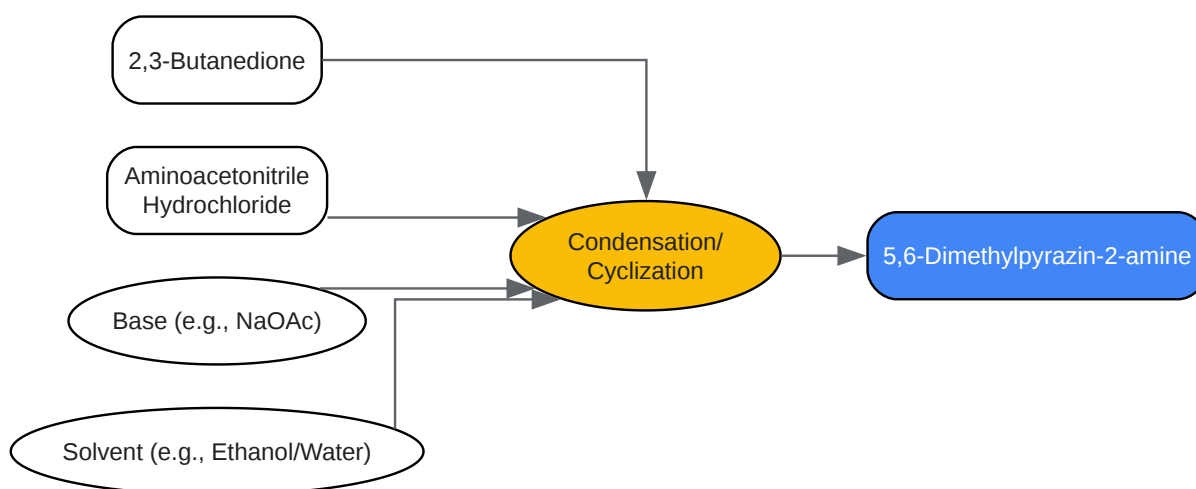 2,3-Butanedione
Aminoacetonitrile
Hydrochloride
Condensation/
Cyclization
5,6-Dimethylpyrazin-2-amine
Base (e.g., NaOAc)
Solvent (e.g., Ethanol/Water)